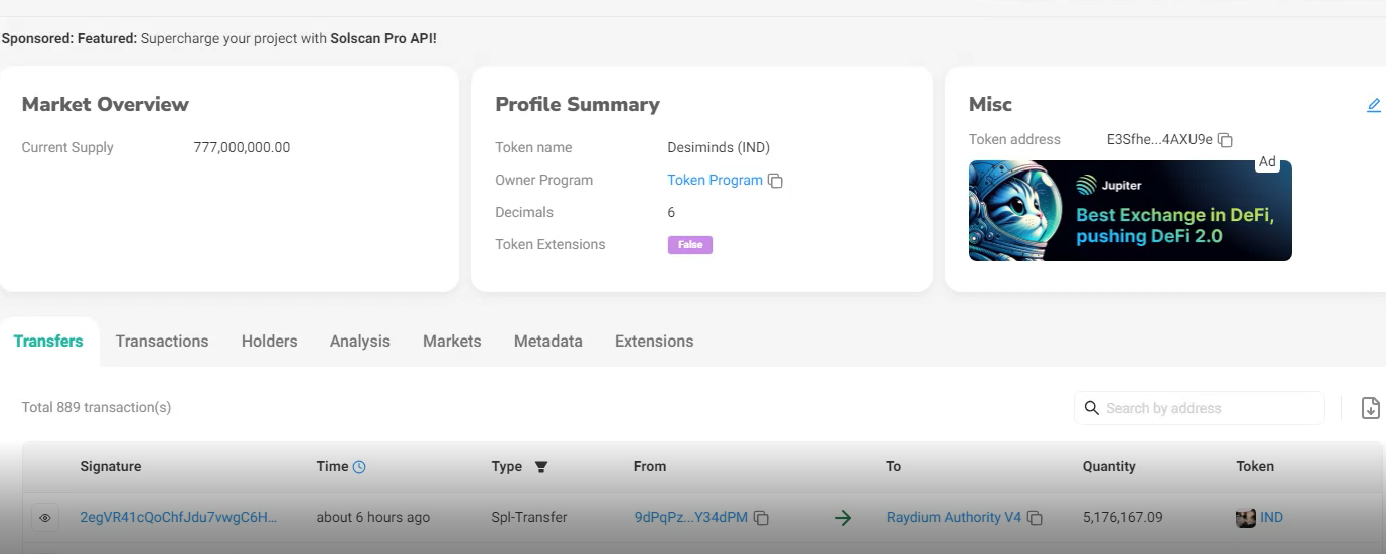 Sponsored: Featured: Supercharge your project with Solscan Pro API!
Market Overview
Current Supply 777,000,000.00
Profile Summary
Token name Desiminds (IND)
Owner Program Token Program
Decimals 6
Token Extensions False
Misc
Token address E3Sfhe...4AXU9e
Ad
Jupiter
Best Exchange in DeFi,
pushing DeFi 2.0
Transfers Transactions Holders Analysis Markets Metadata Extensions
Total 889 transaction(s)
Search by address
Signature Time Type From To Quantity Token
2egVR41cQoChfJdu7vwgC6H... about 6 hours ago Spl-Transfer 9dPqPz...Y34dPM Raydium Authority V4 5,176,167.09 IND